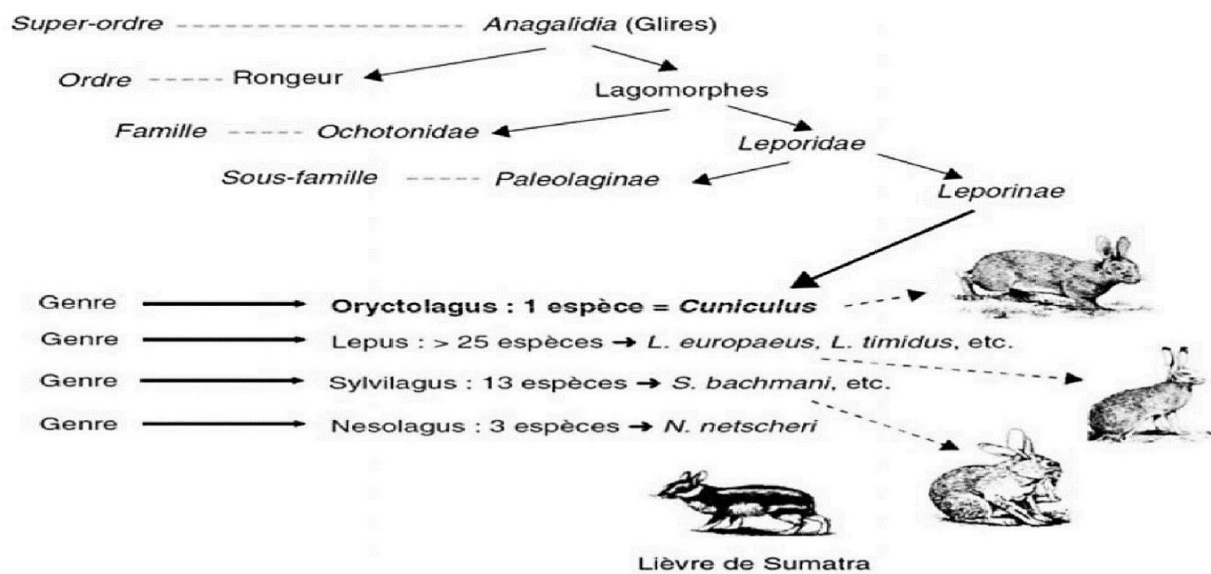 Super-ordre Anagalidia (Glires)
Ordre Rongeur
Lagomorphes
Famille Ochotonidae
Leporidae
Sous-famille Paleolaginae
Leporinae
Genre Oryctolagus : 1 espèce = Cuniculus
Genre Lepus : > 25 espèces → L. europaeus, L. timidus, etc.
Genre Sylvilagus : 13 espèces → S. bachmani, etc.
Genre Nesolagus : 3 espèces → N. netscheri
Lièvre de Sumatra